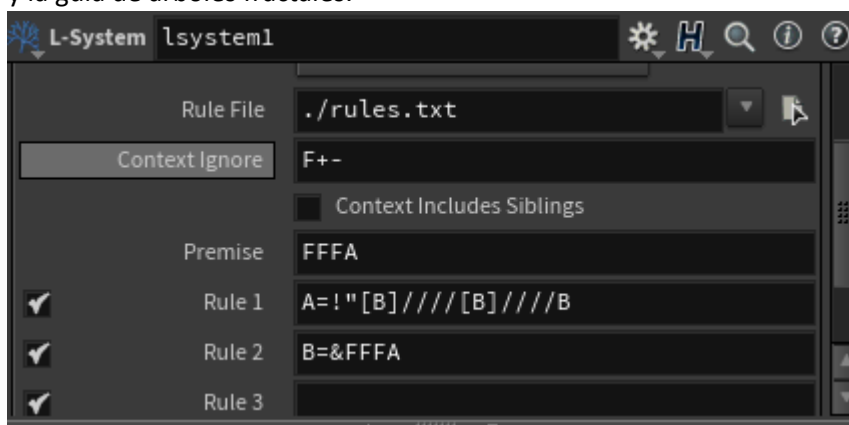 y la guía de árboles fractales.
L-System lsystem1
Rule File ./rules.txt
Context Ignore F+-
Context Includes Siblings
Premise FFFA
Rule 1 A=!"[B]////[B]////B
Rule 2 B=&FFFA
Rule 3